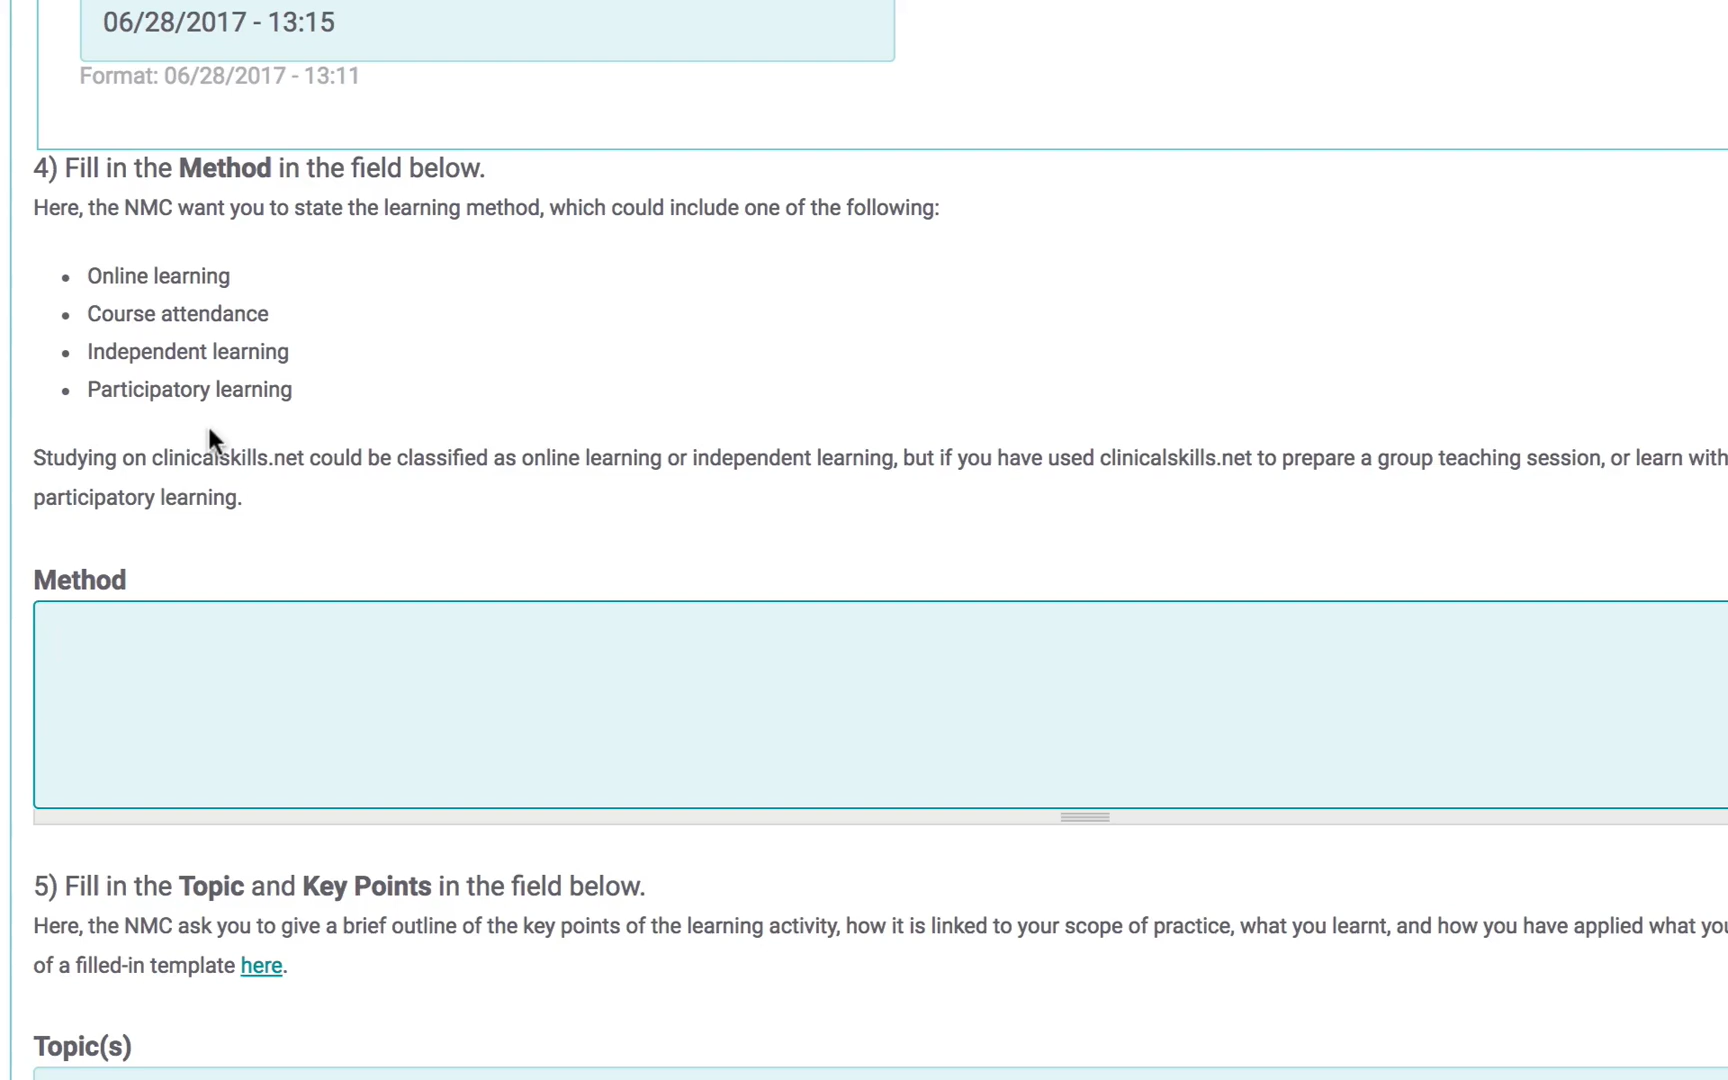 06/28/2017 - 13:15
Format: 06/28/2017 - 13:11
4) Fill in the Method in the field below.
Here, the NMC want you to state the learning method, which could include one of the following:
• Online learning
• Course attendance
• Independent learning
• Participatory learning
Studying on clinicalskills.net could be classified as online learning or independent learning, but if you have used clinicalskills.net to prepare a group teaching session, or learn with
participatory learning.
Method
5) Fill in the Topic and Key Points in the field below.
Here, the NMC ask you to give a brief outline of the key points of the learning activity, how it is linked to your scope of practice, what you learnt, and how you have applied what
of a filled-in template here.
Topic(s)